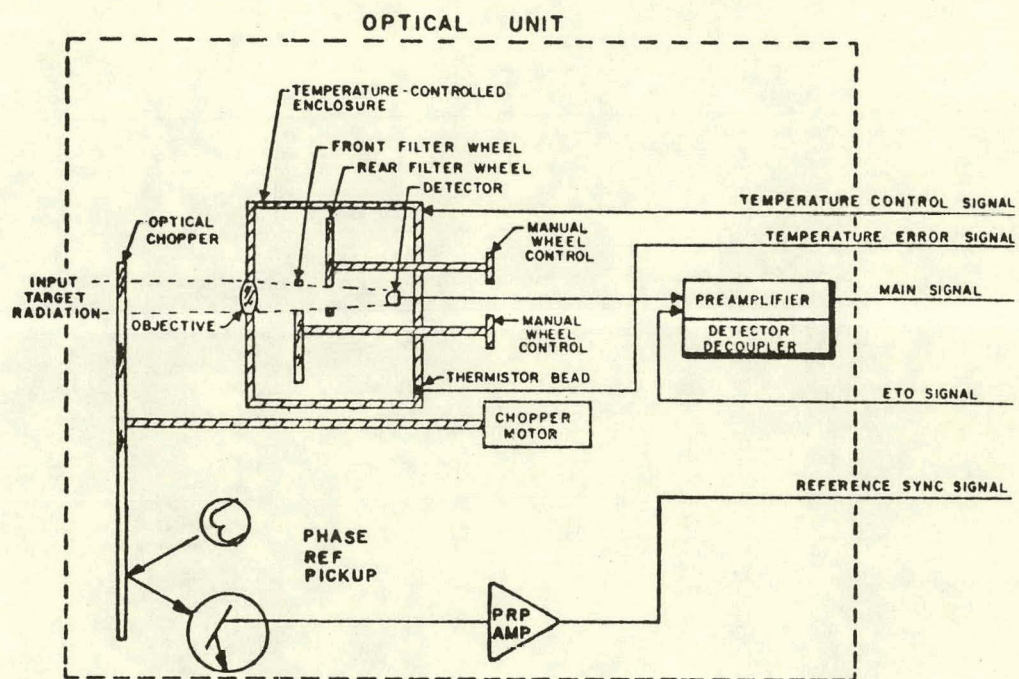 OPTICAL UNIT
TEMPERATURE-CONTROLLED
ENCLOSURE
FRONT FILTER WHEEL
REAR FILTER WHEEL
DETECTOR
OPTICAL
CHOPPER
MANUAL
WHEEL
CONTROL
TEMPERATURE CONTROL SIGNAL
TEMPERATURE ERROR SIGNAL
INPUT
TARGET
RADIATION
OBJECTIVE
MANUAL
WHEEL
CONTROL
PREAMPLIFIER
DETECTOR
DECOUPLER
MAIN SIGNAL
THERMISTOR BEAD
ETO SIGNAL
CHOPPER
MOTOR
REFERENCE SYNC SIGNAL
PHASE
REF
PICKUP
PRP
AMP